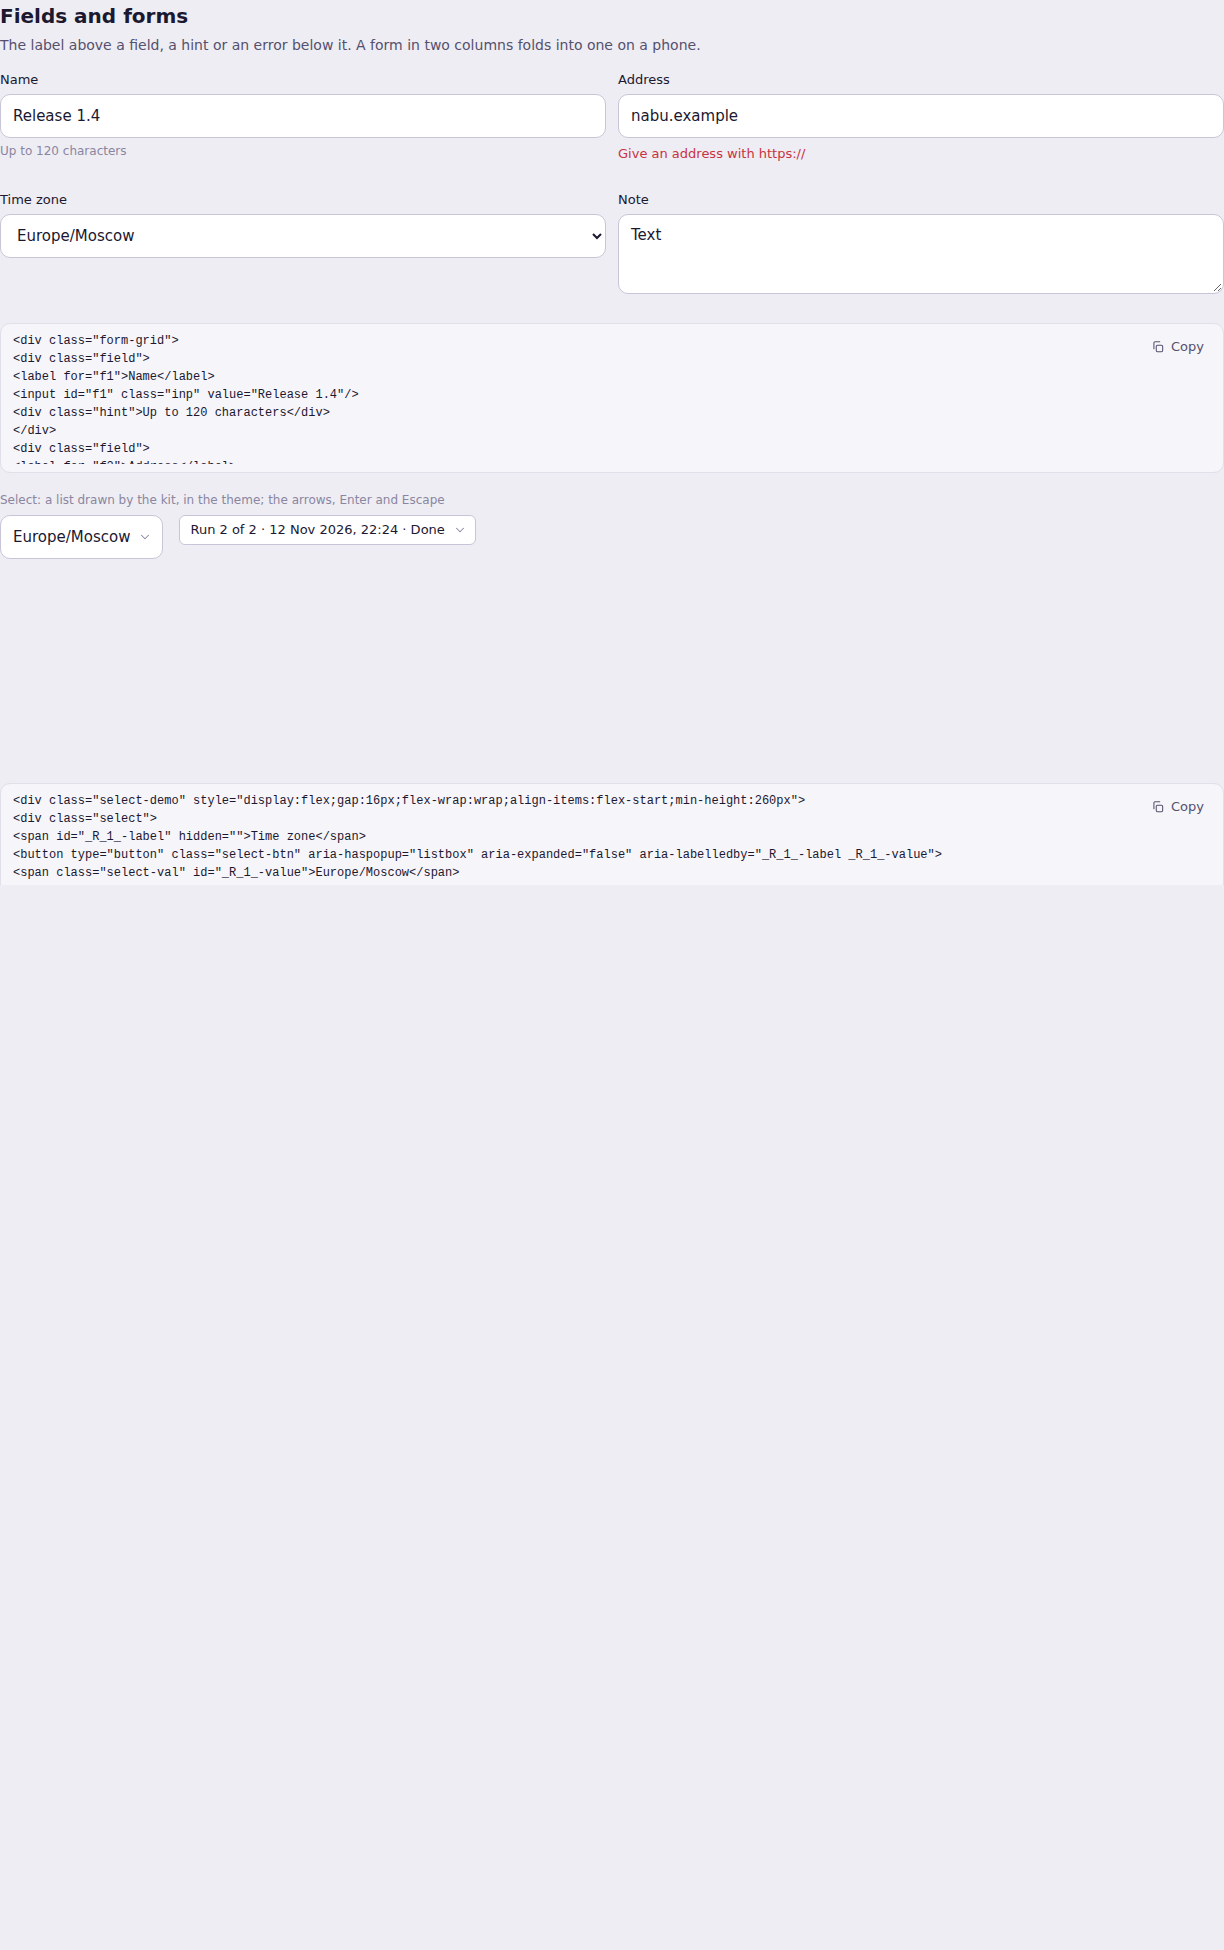 Fields and forms
The label above a field, a hint or an error below it. A form in two columns folds into one on a phone.
Name
Address
Release 1.4
nabu.example
Up to 120 characters
Give an address with https://
Time zone
Note
Europe/Moscow
Text
<div class="form-grid">
Copy
<div class="field">
<label for="f1">Name</label>
<input id="f1" class="inp" value="Release 1.4"/>
<div class="hint">Up to 120 characters</div>
</div>
<div class="field">
Select: a list drawn by the kit, in the theme; the arrows, Enter and Escape
Europe/Moscow
Run 2 of 2 · 12 Nov 2026, 22:24 · Done
<div class="select-demo" style="display:flex;gap:16px;flex-wrap:wrap;align-items:flex-start;min-height:260px">
Copy
<div class="select">
<span id="_R_1_-label" hidden="">Time zone</span>
<button type="button" class="select-btn" aria-haspopup="listbox" aria-expanded="false" aria-labelledby="_R_1_-label _R_1_-value">
<span class="select-val" id="_R_1_-value">Europe/Moscow</span>